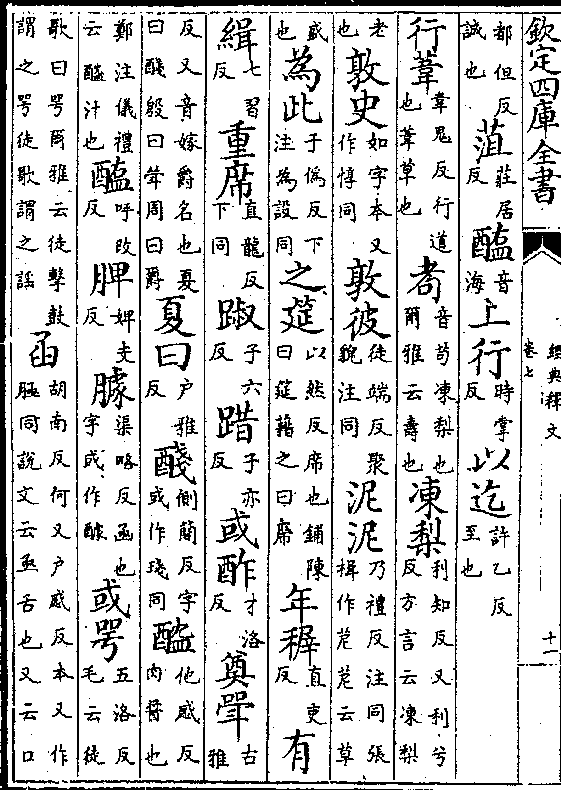 欽定四庫全書
經典釋文
卷七
十一
都但反誠也菹莊居反醢音海上行時掌反以迄許乙反至也
行葦韋鬼反行道也葦草也耇音茍凍梨也爾雅云壽也凍梨利知反又利兮反方言云凍梨
老也敦史如字本又作惇同敦彼徒端反聚貌注同泥泥乃禮反注同張揖作苨苨云草
盛也為此子偽反下注為設同之筵以然反席也鋪陳曰筵藉之曰席年穉直吏反有
緝七習反重席直龍反下同踧子六反踖子亦反或酢才洛反奠斝古雅
反又音嫁爵名也夏曰醆殷曰斝周曰爵夏曰戶雅反醆側簡反字或作琖同醓他感反肉醬也
鄭注儀禮云醓汁也醢呼改反脾婢支反臄渠略反函也字或作醵或咢五洛反毛云徒
歌曰咢爾雅云徒擊鼓謂之咢徒歌謂之謠函胡南反何又戶感反本又作同說文云函舌也又云口